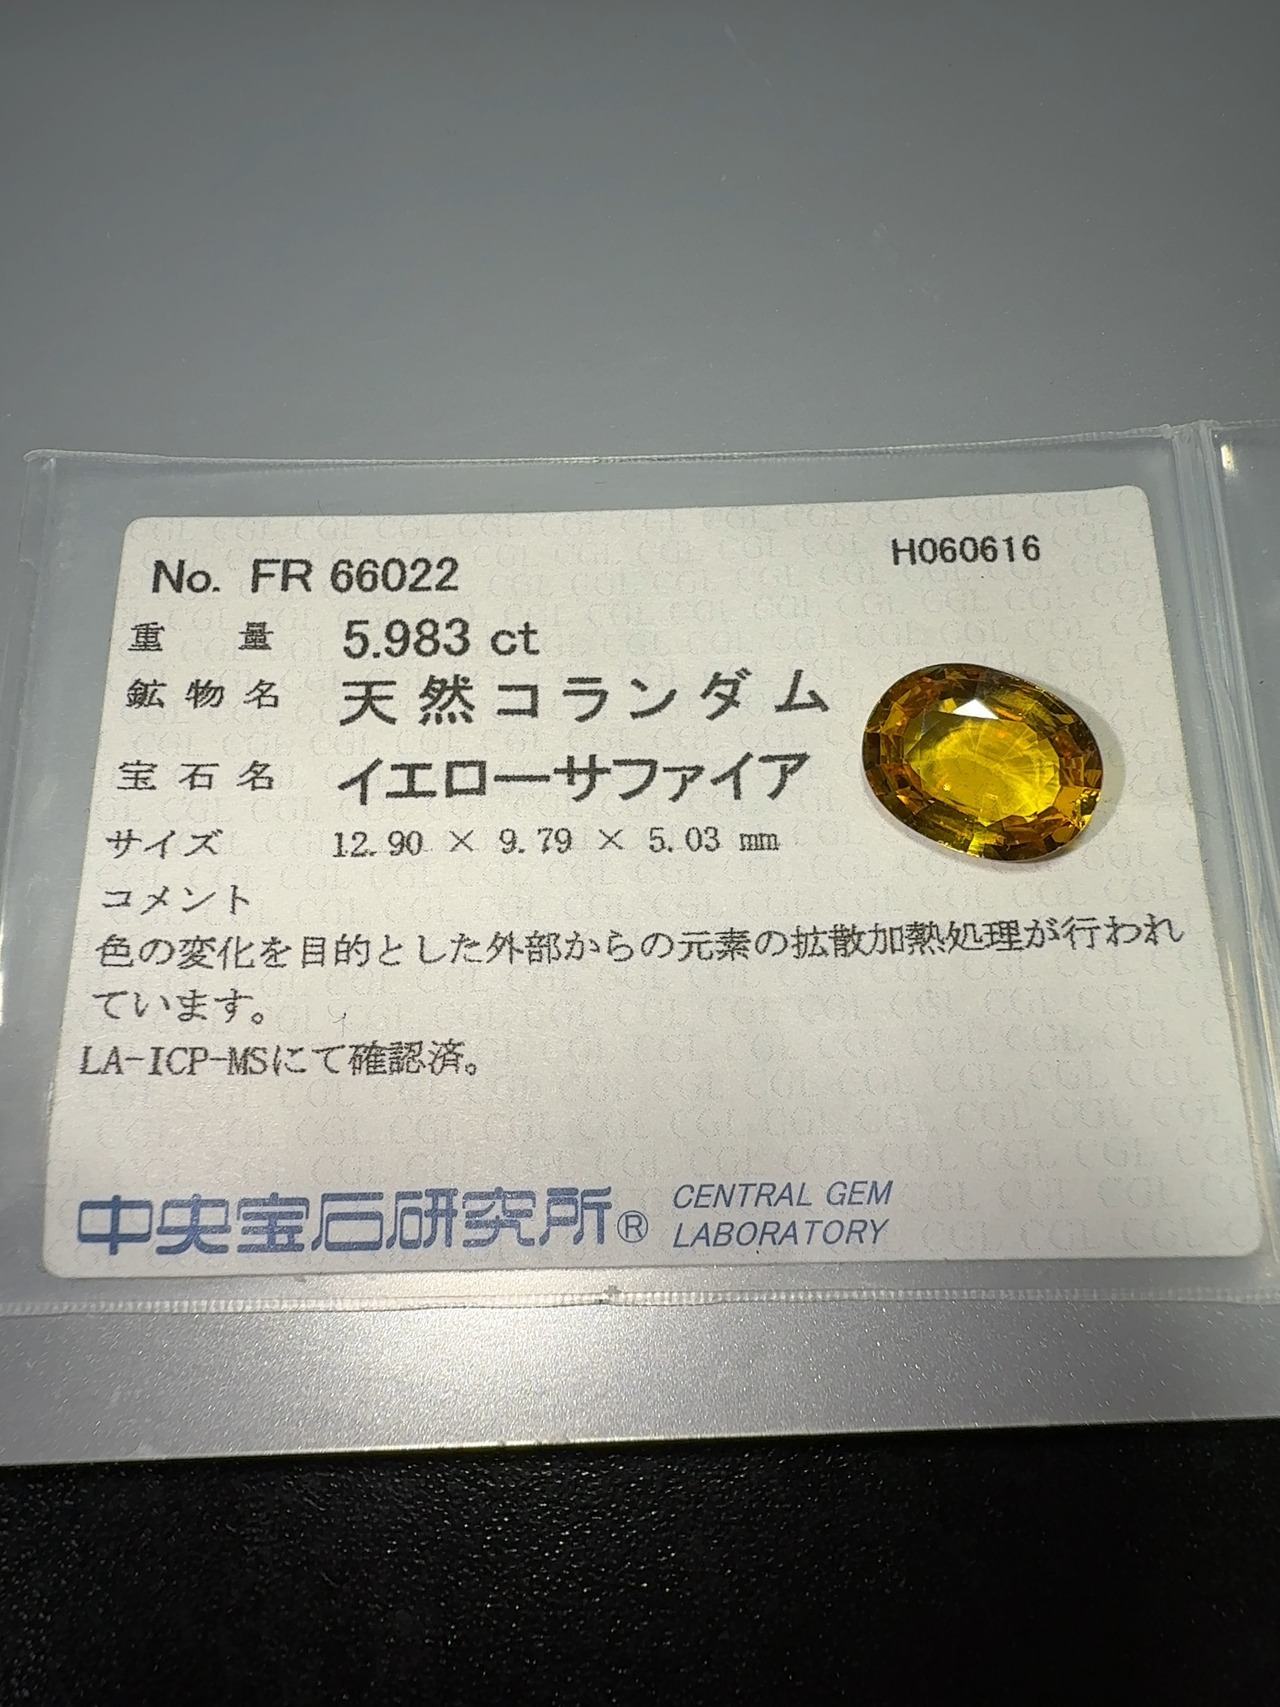 No. FR 66022
H060616
重量 5.983 ct
鉱物名 天然コランダム
宝石名 イエローサファイア
サイズ 12.90 × 9.79 × 5.03 mm
コメント
色の変化を目的とした外部からの元素の拡散加熱処理が行われ
ています。
LA-ICP-MSにて確認済。
中央宝石研究所® CENTRAL GEM
LABORATORY